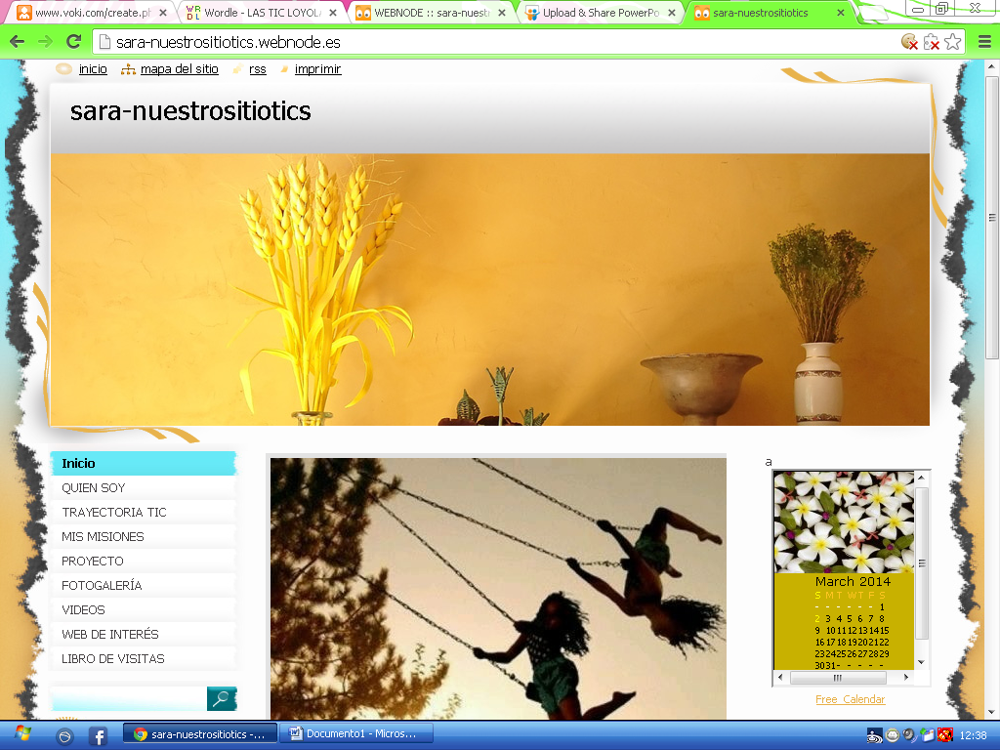 www.voki.com/create.pl
WORDL
Wordle - LAS TIC LOYOL
WEBNODE :: sara-nuestr
Upload & Share PowerPo
sara-nuestrositiotics
sara-nuestrositiotics.webnode.es
inicio mapa del sitio rss imprimir
sara-nuestrositiotics
Inicio
QUIEN SOY
TRAYECTORIA TIC
MIS MISIONES
PROYECTO
FOTOGALERÍA
VIDEOS
WEB DE INTERÉS
LIBRO DE VISITAS
a
March 2014
S M T W T F S
- - - - - - 1
2 3 4 5 6 7 8
9 10 11 12 13 14 15
16 17 18 19 20 21 22
23 24 25 26 27 28 29
30 31 - - - - -
Free Calendar
sara-nuestrositiotics -...
Documento1 - Micros...
12:38